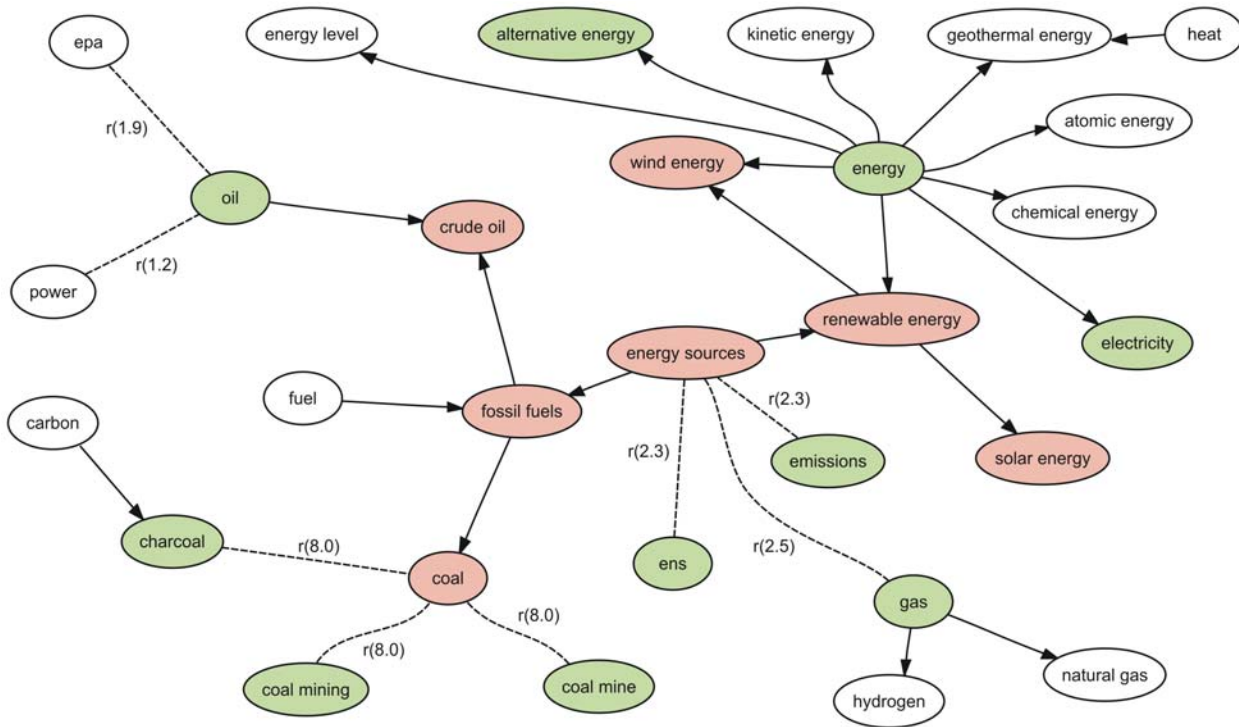 epa
energy level
alternative energy
kinetic energy
geothermal energy
heat
r(1.9)
atomic energy
wind energy
energy
oil
chemical energy
crude oil
r(1.2)
power
renewable energy
energy sources
electricity
fuel
fossil fuels
r(2.3)
carbon
r(2.3)
emissions
solar energy
charcoal
r(8.0)
r(2.5)
ens
coal
gas
r(8.0)
r(8.0)
coal mining
coal mine
hydrogen
natural gas